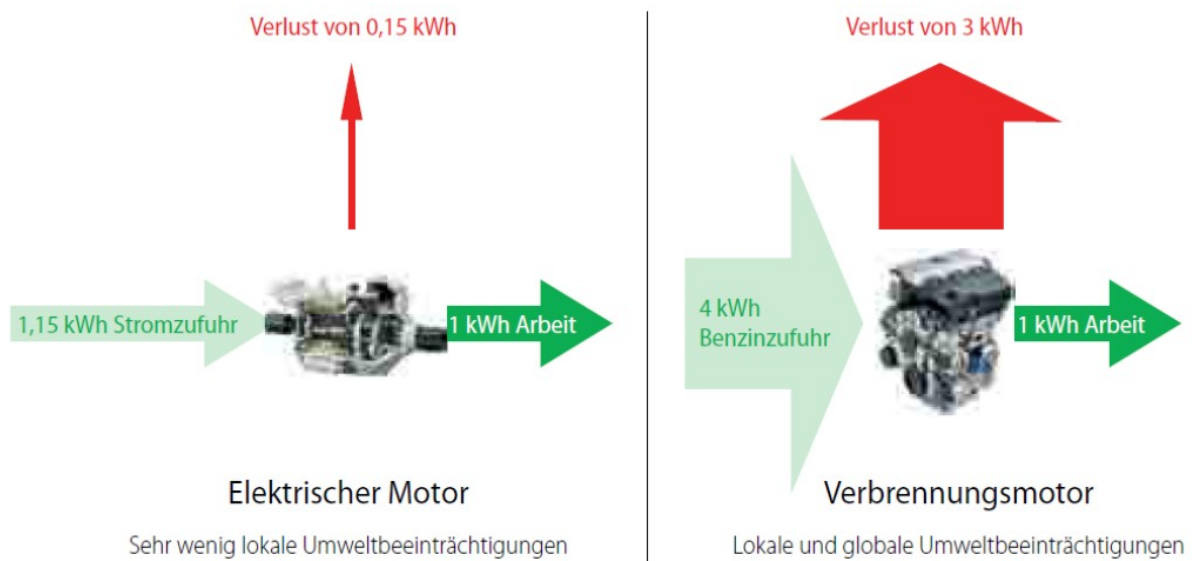 Verlust von 0,15 kWh
1,15 kWh Stromzufuhr
1 kWh Arbeit
Elektrischer Motor
Sehr wenig lokale Umweltbeeinträchtigungen
Verlust von 3 kWh
4 kWh
Benzinzufuhr
1 kWh Arbeit
Verbrennungsmotor
Lokale und globale Umweltbeeinträchtigungen